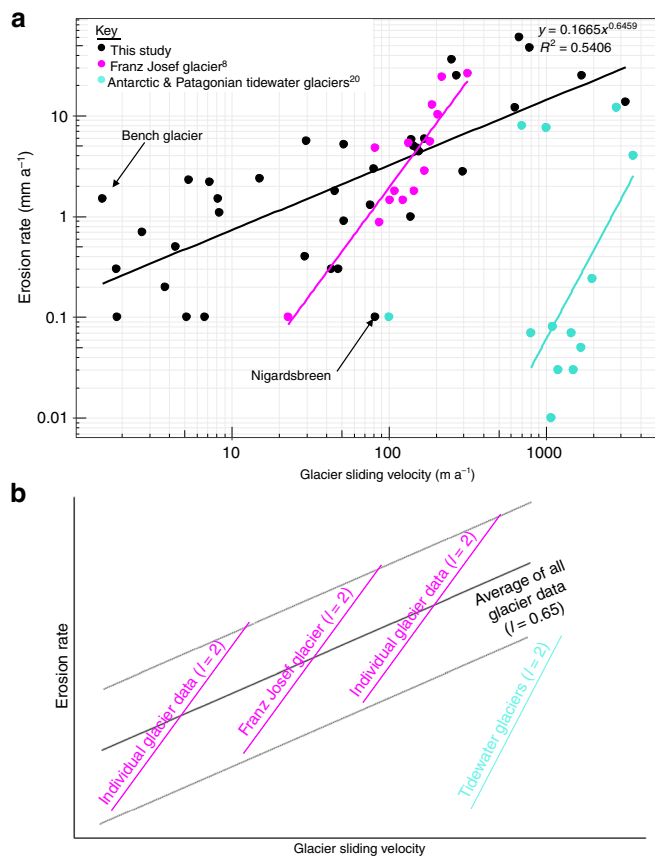 a
Key
This study
Franz Josef glacier⁸
Antarctic & Patagonian tidewater glaciers²⁰
y = 0.1665x^0.6459
R² = 0.5406
Bench glacier
Nigardsbreen
Erosion rate (mm a⁻¹)
10
1
0.1
0.01
10
100
1000
Glacier sliding velocity (m a⁻¹)
b
Individual glacier data (l = 2)
Franz Josef glacier (l = 2)
Individual glacier data (l = 2)
Average of all
glacier data
(l = 0.65)
Tidewater glaciers (l = 2)
Erosion rate
Glacier sliding velocity